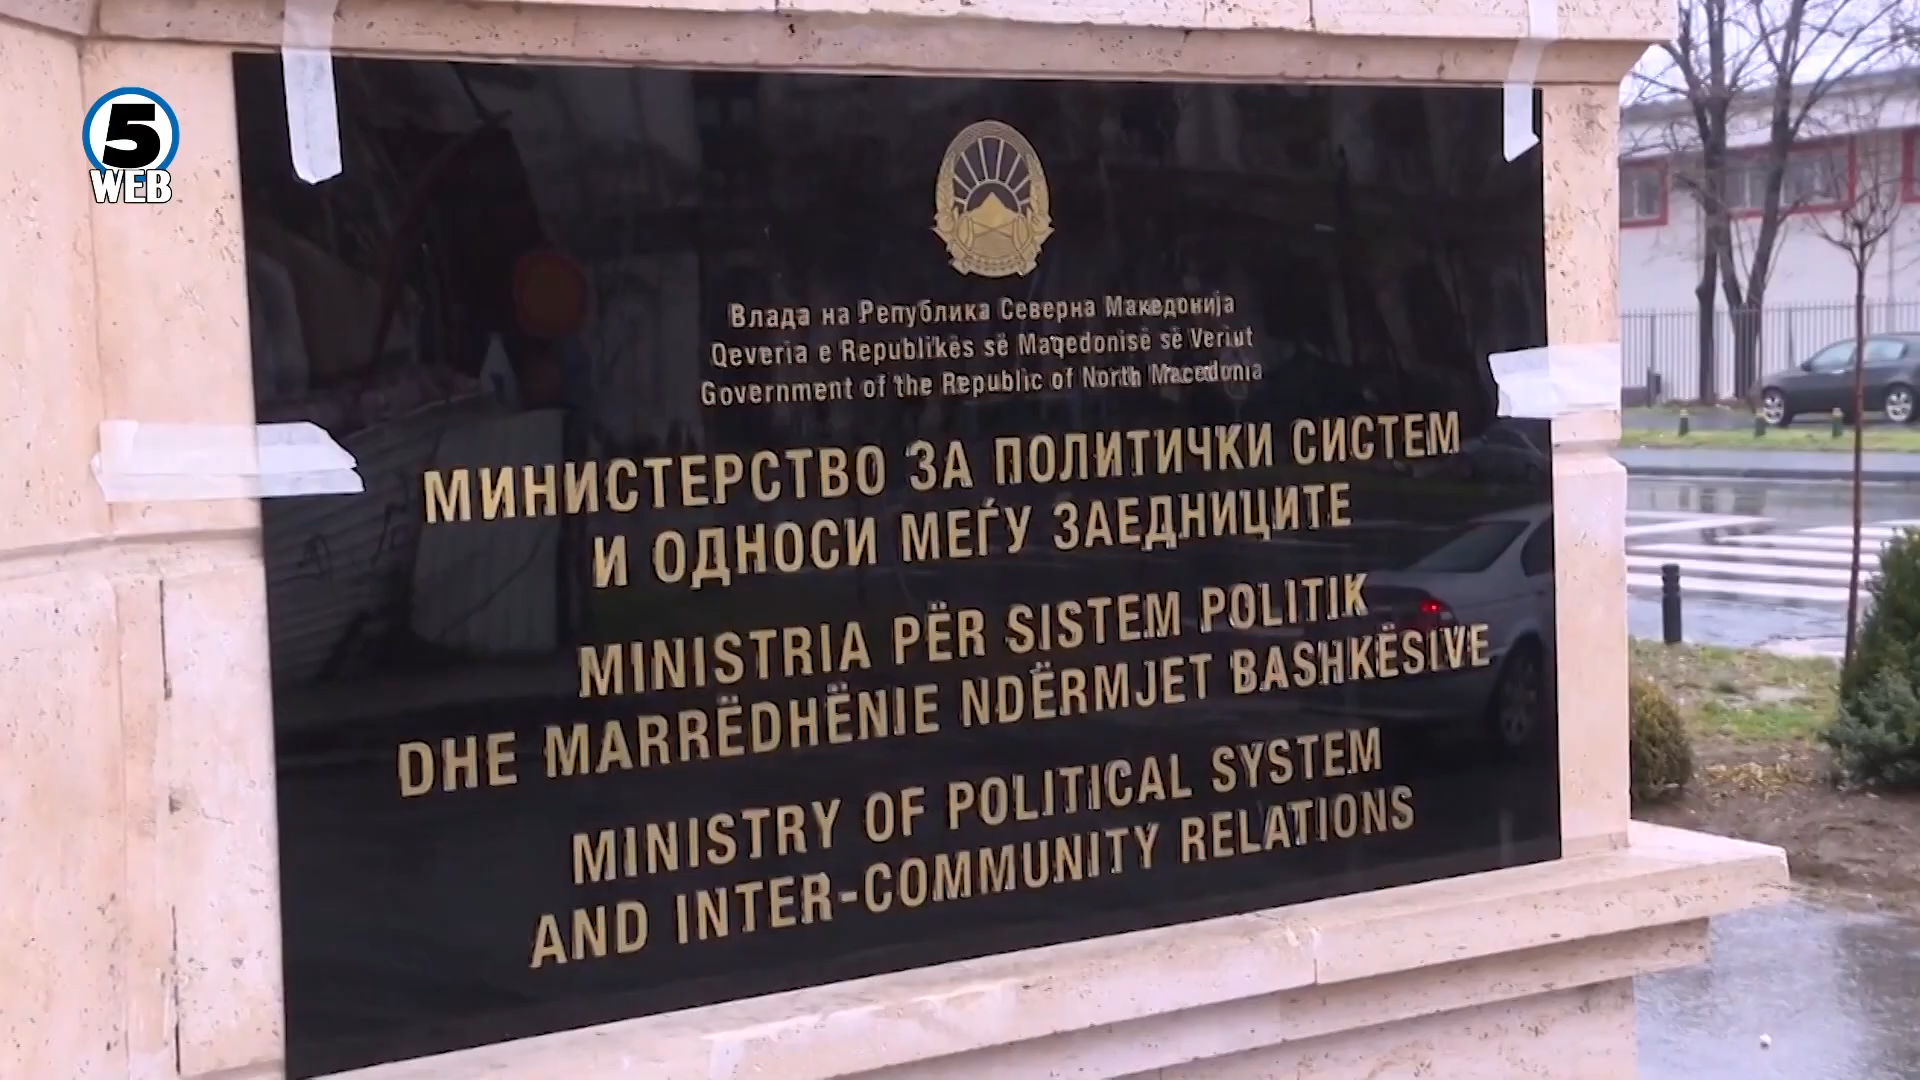 5
WEB
Влада на Република Северна Македонија
Qeveria e Republikës së Maqedonisë së Veriut
Government of the Republic of North Macedonia
МИНИСТЕРСТВО ЗА ПОЛИТИЧКИ СИСТЕМ
И ОДНОСИ МЕЃУ ЗАЕДНИЦИТЕ
MINISTRIA PËR SISTEM POLITIK
DHE MARRËDHËNIE NDËRMJET BASHKËSIVE
MINISTRY OF POLITICAL SYSTEM
AND INTER-COMMUNITY RELATIONS